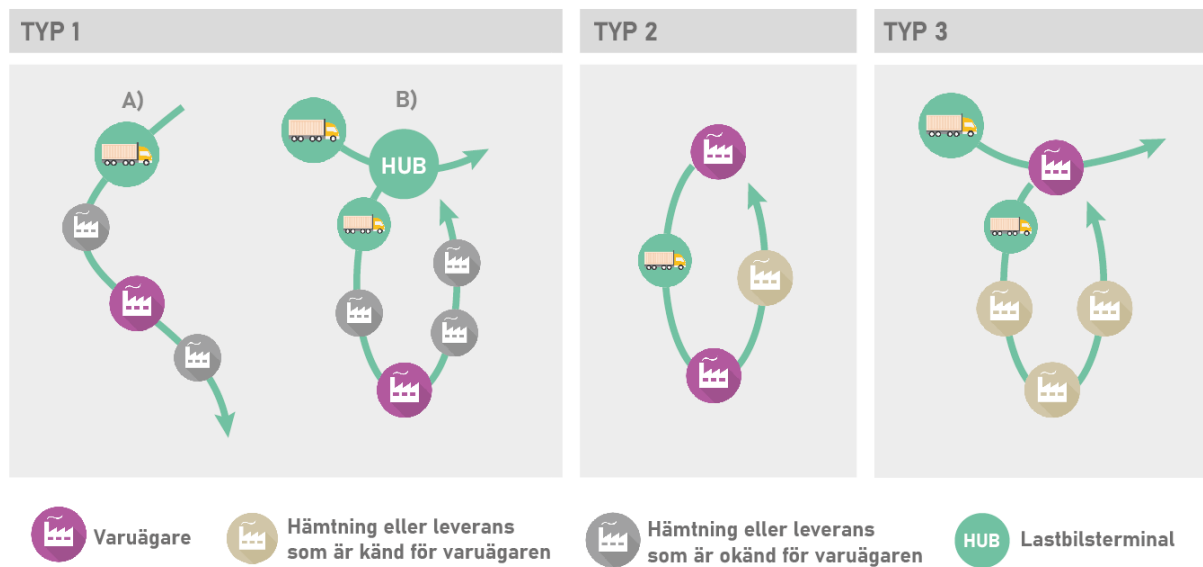 TYP 1
TYP 2
TYP 3
A)
B)
HUB
Varuägare
Hämtning eller leverans
som är känd för varuägaren
Hämtning eller leverans
som är okänd för varuägaren
HUB
Lastbilsterminal